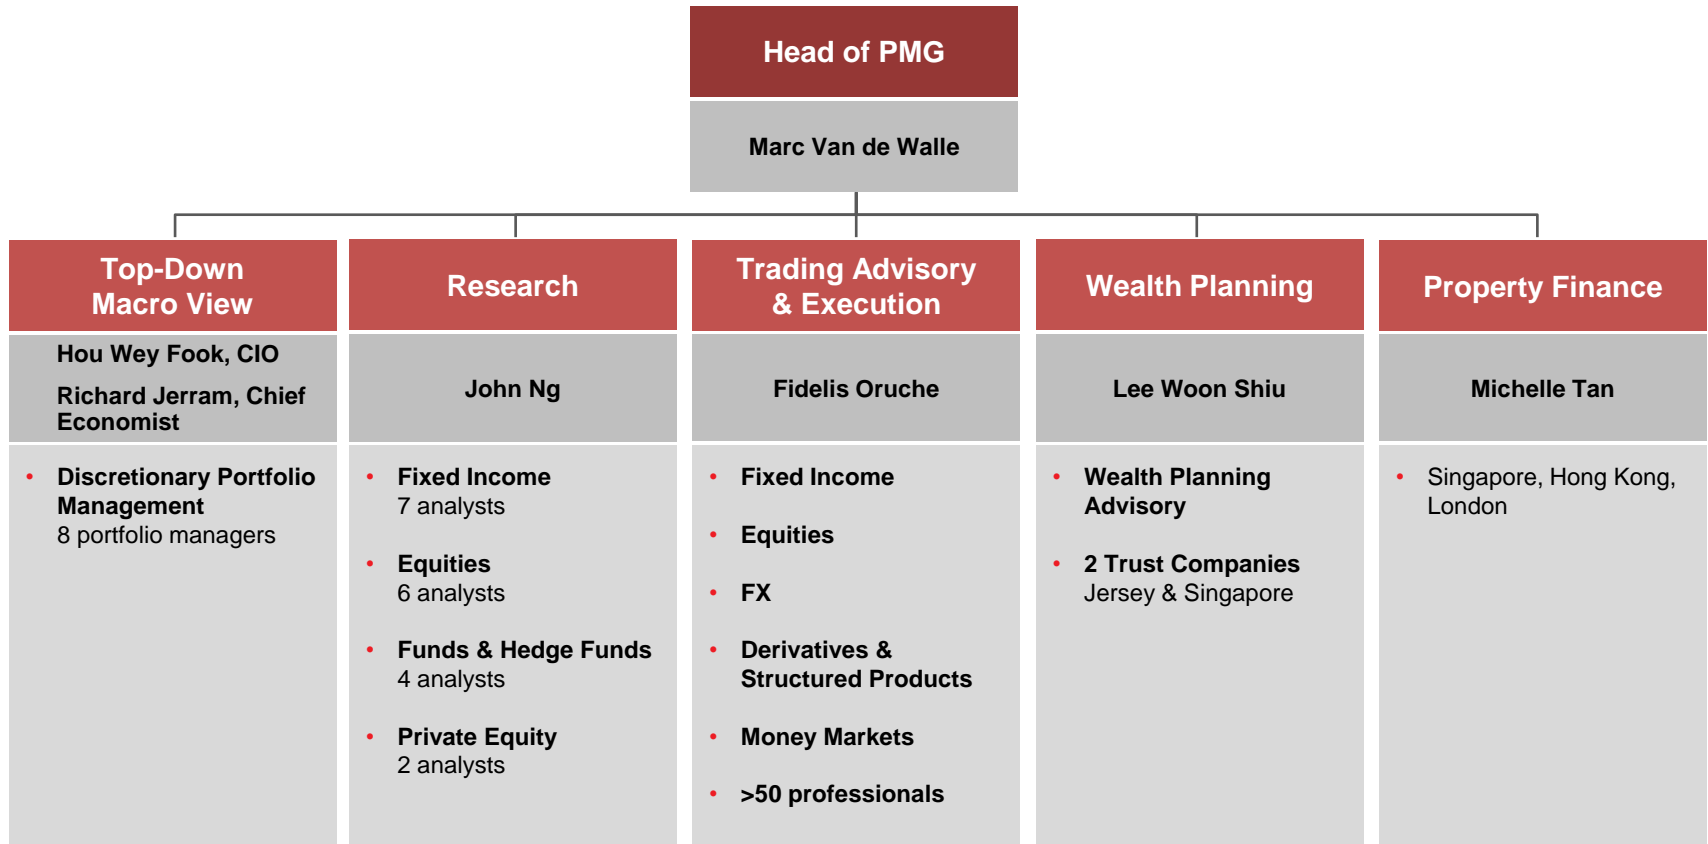 Head of PMG
Marc Van de Walle
Top-Down
Macro View
Hou Wey Fook, CIO
Richard Jerram, Chief
Economist
• Discretionary Portfolio
Management
8 portfolio managers
Research
John Ng
• Fixed Income
7 analysts
• Equities
6 analysts
• Funds & Hedge Funds
4 analysts
• Private Equity
2 analysts
Trading Advisory
& Execution
Fidelis Oruche
• Fixed Income
• Equities
• FX
• Derivatives &
Structured Products
• Money Markets
• >50 professionals
Wealth Planning
Lee Woon Shiu
• Wealth Planning
Advisory
• 2 Trust Companies
Jersey & Singapore
Property Finance
Michelle Tan
• Singapore, Hong Kong,
London